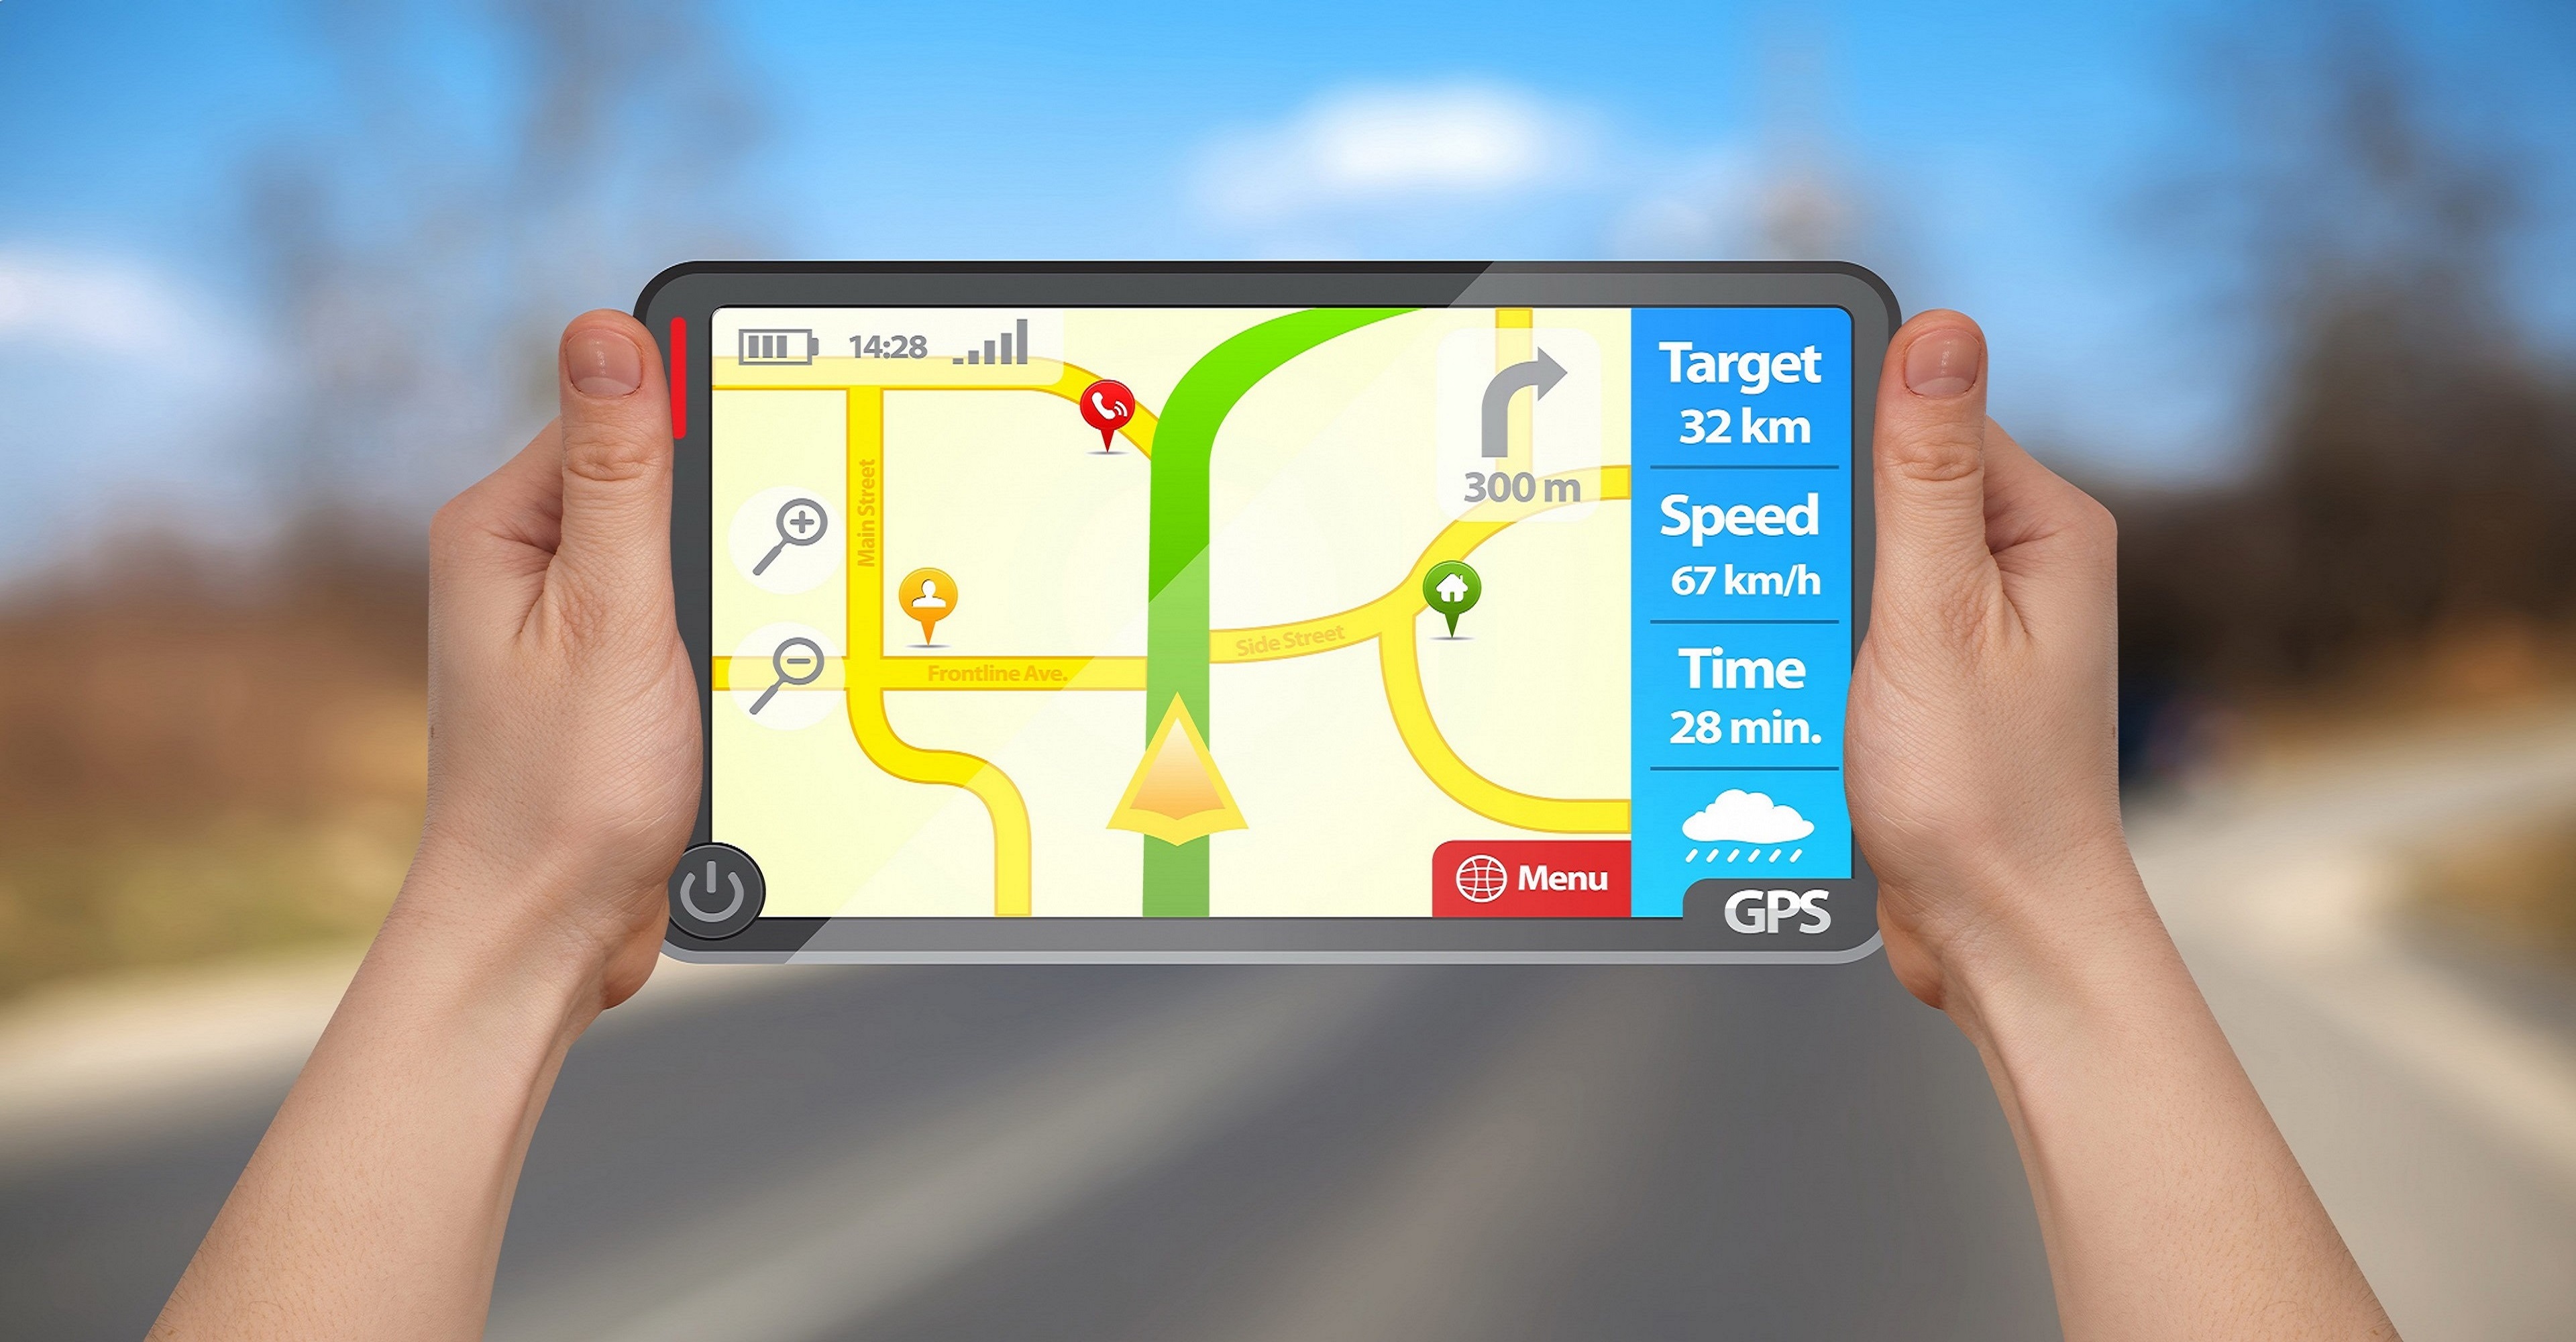 14:28
300 m
Main Street
Frontline Ave.
Side Street
Menu
Target
32 km
Speed
67 km/h
Time
28 min.
GPS